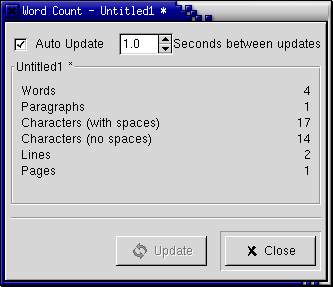 Word Count - Untitled1 *
Auto Update 1.0 Seconds between updates
Untitled1 *
Words 4
Paragraphs 1
Characters (with spaces) 17
Characters (no spaces) 14
Lines 2
Pages 1
Update Close